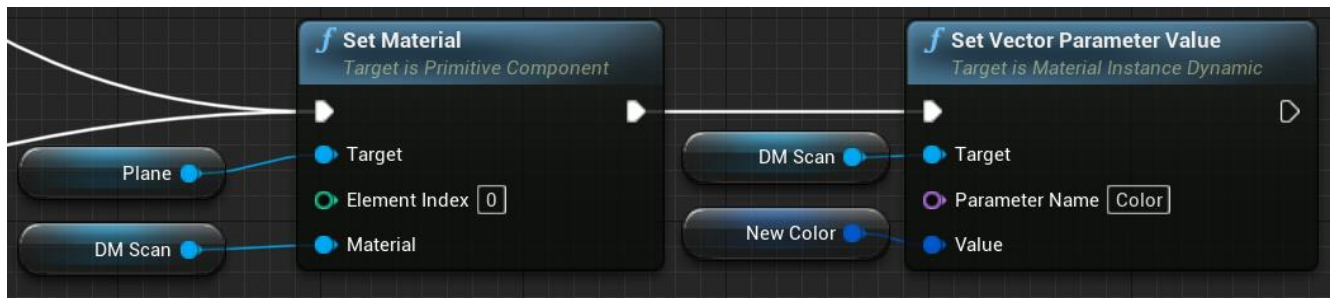 Set Material
Target is Primitive Component
Target
Element Index 0
Material
Plane
DM Scan
Set Vector Parameter Value
Target is Material Instance Dynamic
Target
Parameter Name Color
Value
DM Scan
New Color